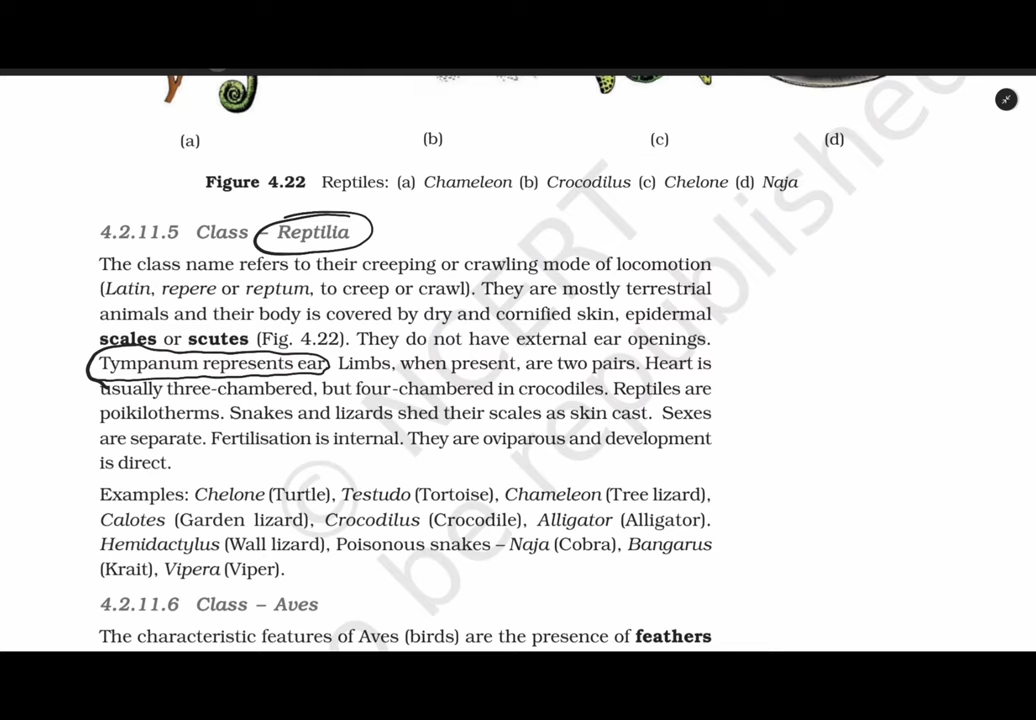 (a) (b) (c) (d)
Figure 4.22 Reptiles: (a) Chameleon (b) Crocodilus (c) Chelone (d) Naja
4.2.11.5 Class – Reptilia
The class name refers to their creeping or crawling mode of locomotion
(Latin, repere or reptum, to creep or crawl). They are mostly terrestrial
animals and their body is covered by dry and cornified skin, epidermal
scales or scutes (Fig. 4.22). They do not have external ear openings.
Tympanum represents ear. Limbs, when present, are two pairs. Heart is
usually three-chambered, but four-chambered in crocodiles. Reptiles are
poikilotherms. Snakes and lizards shed their scales as skin cast. Sexes
are separate. Fertilisation is internal. They are oviparous and development
is direct.
Examples: Chelone (Turtle), Testudo (Tortoise), Chameleon (Tree lizard),
Calotes (Garden lizard), Crocodilus (Crocodile), Alligator (Alligator).
Hemidactylus (Wall lizard), Poisonous snakes – Naja (Cobra), Bangarus
(Krait), Vipera (Viper).
4.2.11.6 Class – Aves
The characteristic features of Aves (birds) are the presence of feathers
© NCERT
be republished